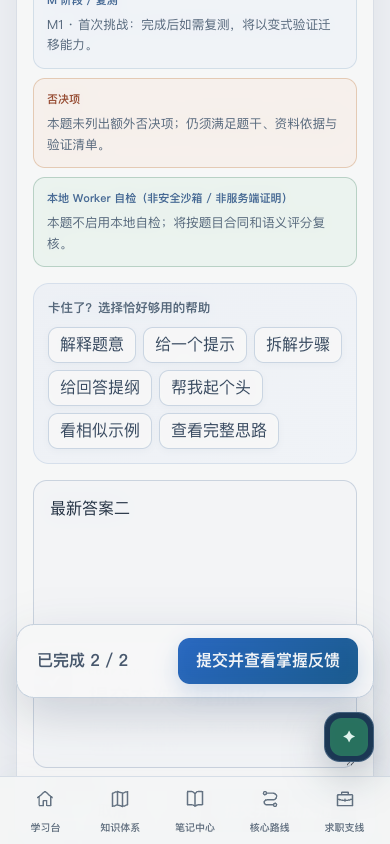 M 阶段 / 复测
M1 · 首次挑战：完成后如需复测，将以变式验证迁
移能力。
否决项
本题未列出额外否决项；仍须满足题干、资料依据与
验证清单。
本地 Worker 自检（非安全沙箱 / 非服务端证明）
本题不启用本地自检；将按题目合同和语义评分复
核。
卡住了？选择恰好够用的帮助
解释题意
给一个提示
拆解步骤
给回答提纲
帮我起个头
看相似示例
查看完整思路
最新答案二
已完成 2 / 2
提交并查看掌握反馈
学习台
知识体系
笔记中心
核心路线
求职支线